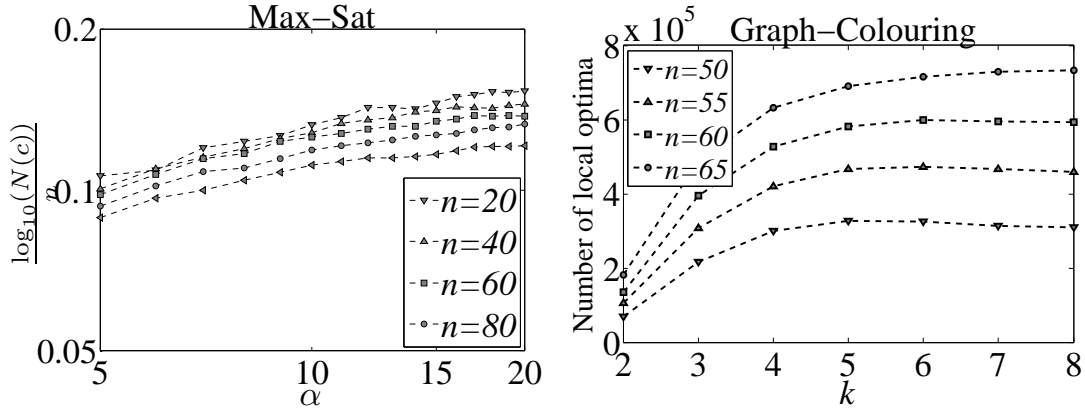 Max–Sat
log₁₀(N(c))
n
0.2
0.1
0.05
5
10
15
20
α
n=20
n=40
n=60
n=80
Graph–Colouring
x 10⁵
Number of local optima
8
6
4
2
0
2
3
4
5
6
7
8
k
n=50
n=55
n=60
n=65